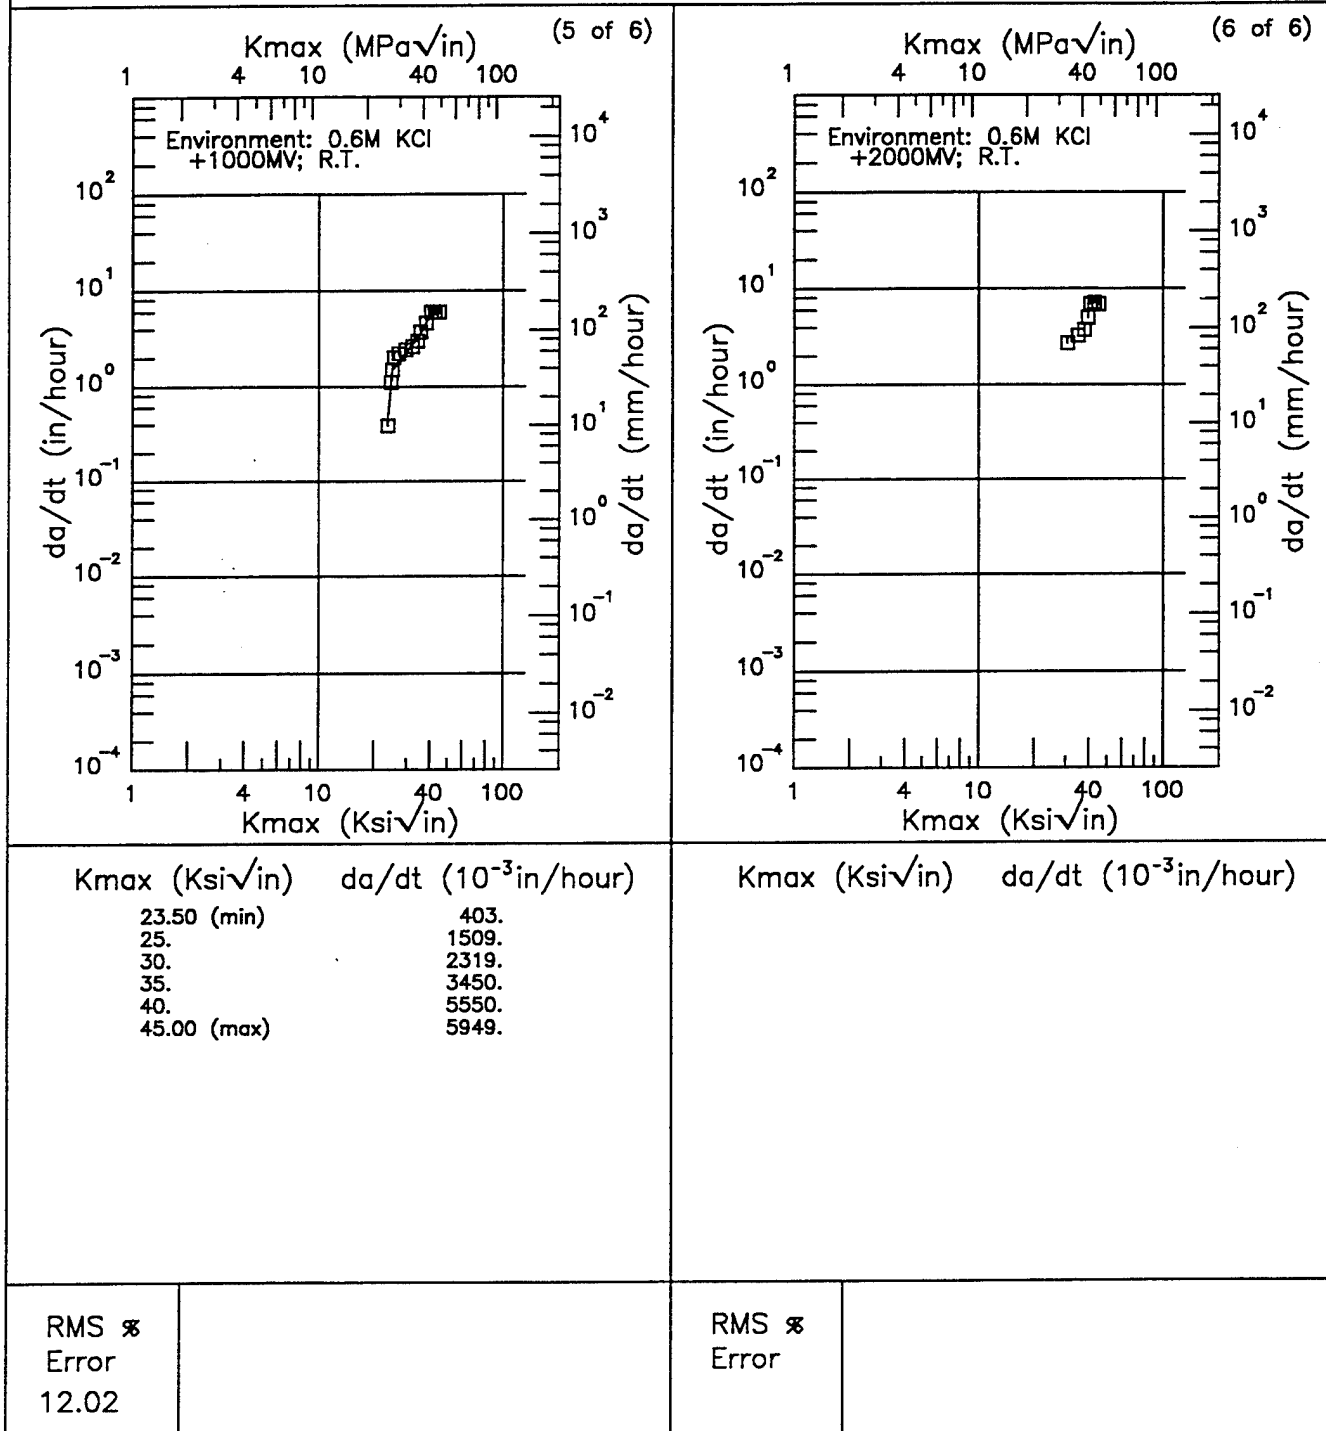 (5 of 6)
Kmax (MPa√in)
1 4 10 40 100
Environment: 0.6M KCl
+1000MV; R.T.
da/dt (in/hour)
10^2
10^1
10^0
10^-1
10^-2
10^-3
10^-4
da/dt (mm/hour)
10^4
10^3
10^2
10^1
10^0
10^-1
10^-2
1 4 10 40 100
Kmax (Ksi√in)
Kmax (Ksi√in) da/dt (10^-3in/hour)
23.50 (min) 403.
25. 1509.
30. 2319.
35. 3450.
40. 5550.
45.00 (max) 5949.
RMS %
Error
12.02
(6 of 6)
Kmax (MPa√in)
1 4 10 40 100
Environment: 0.6M KCl
+2000MV; R.T.
da/dt (in/hour)
10^2
10^1
10^0
10^-1
10^-2
10^-3
10^-4
da/dt (mm/hour)
10^4
10^3
10^2
10^1
10^0
10^-1
10^-2
1 4 10 40 100
Kmax (Ksi√in)
Kmax (Ksi√in) da/dt (10^-3in/hour)
RMS %
Error